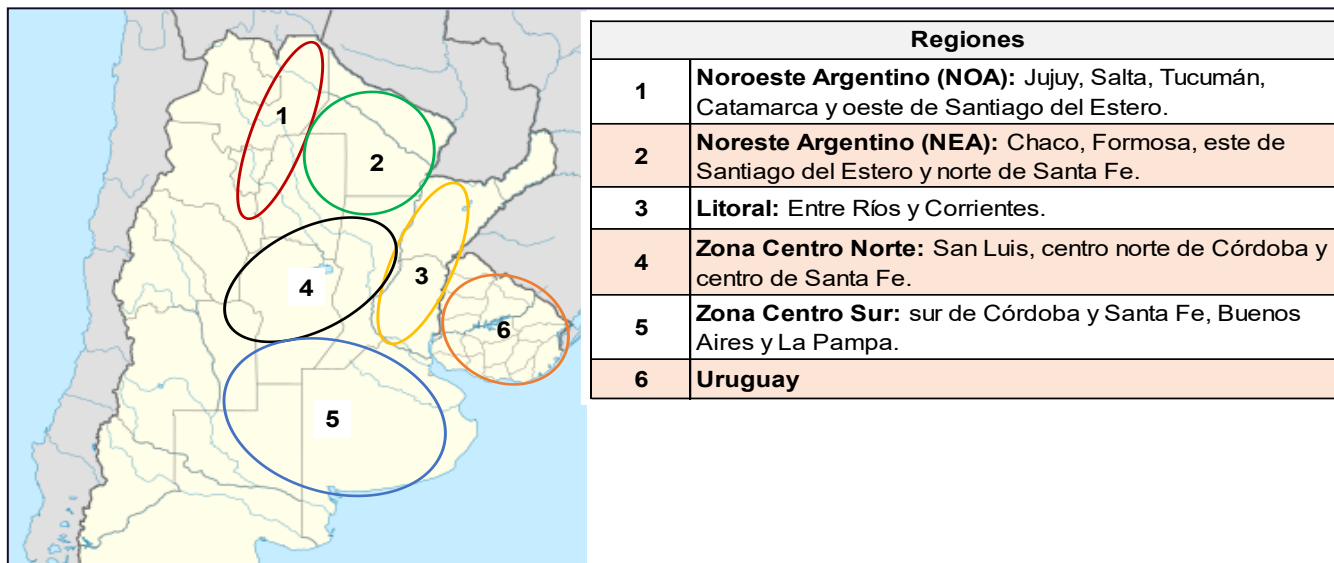 1
2
3
4
5
6
Regiones
1
Noroeste Argentino (NOA): Jujuy, Salta, Tucumán,
Catamarca y oeste de Santiago del Estero.
2
Noreste Argentino (NEA): Chaco, Formosa, este de
Santiago del Estero y norte de Santa Fe.
3
Litoral: Entre Ríos y Corrientes.
4
Zona Centro Norte: San Luis, centro norte de Córdoba y
centro de Santa Fe.
5
Zona Centro Sur: sur de Córdoba y Santa Fe, Buenos
Aires y La Pampa.
6
Uruguay